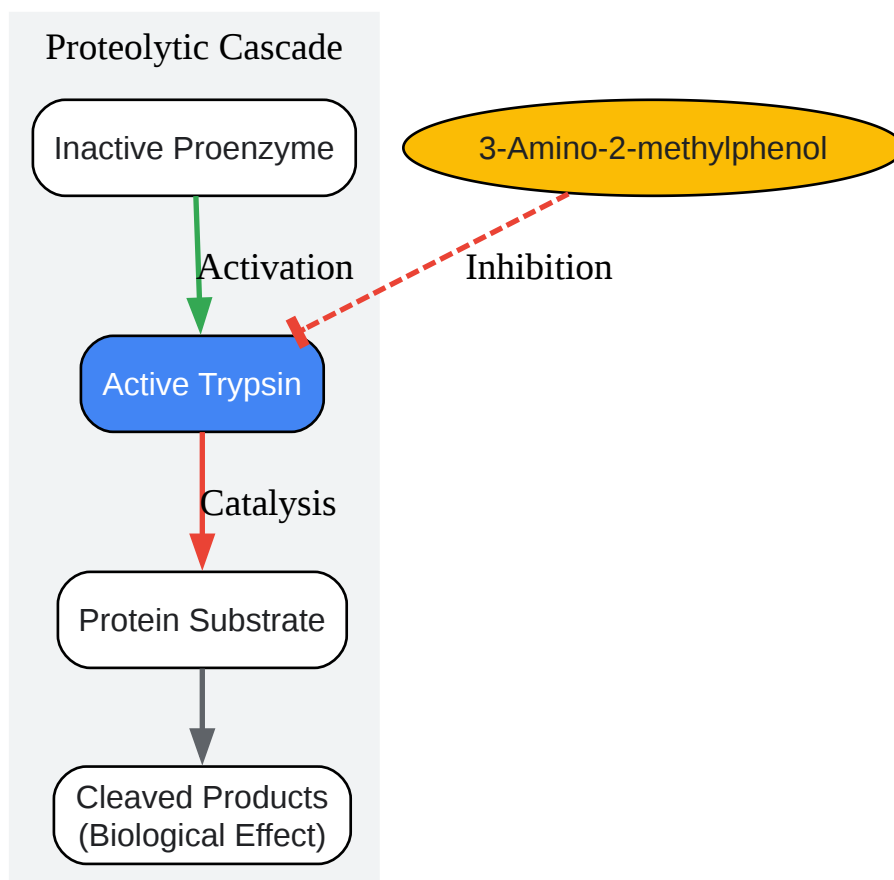 Proteolytic Cascade
Inactive Proenzyme
3-Amino-2-methylphenol
Activation
Inhibition
Active Trypsin
Catalysis
Protein Substrate
Cleaved Products
(Biological Effect)